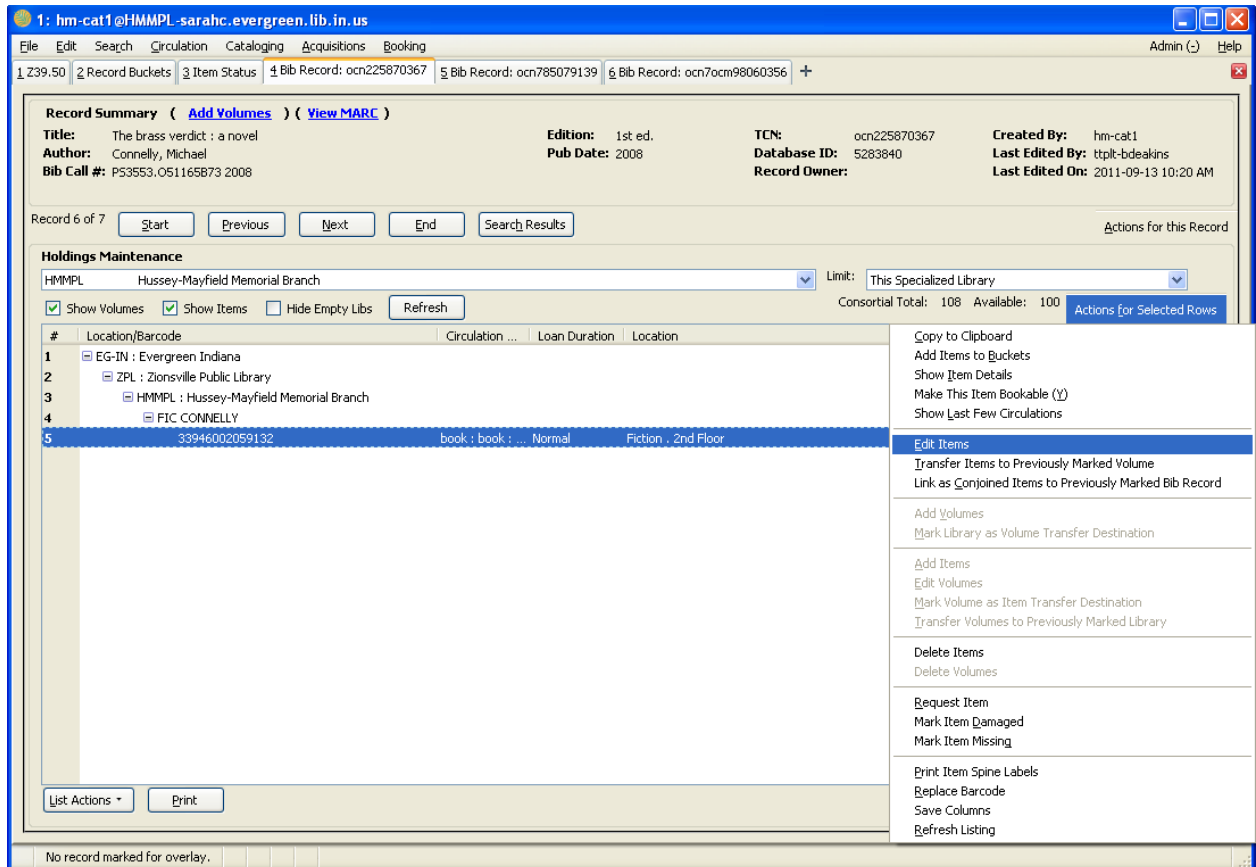 1: hm-cat1@HMMPL-sarahc.evergreen.lib.in.us
File Edit Search Circulation Cataloging Acquisitions Booking Admin (-) Help
1 Z39.50 2 Record Buckets 3 Item Status 4 Bib Record: ocn225870367 5 Bib Record: ocn785079139 6 Bib Record: ocn7ocm98060356 +
Record Summary ( Add Volumes ) ( View MARC )
Title: The brass verdict : a novel Edition: 1st ed. TCN: ocn225870367 Created By: hm-cat1
Author: Connelly, Michael Pub Date: 2008 Database ID: 5283840 Last Edited By: ttplt-bdeakins
Bib Call #: PS3553.O51165B73 2008 Record Owner: Last Edited On: 2011-09-13 10:20 AM
Record 6 of 7 Start Previous Next End Search Results Actions for this Record
Holdings Maintenance
HMMPL Hussey-Mayfield Memorial Branch Limit: This Specialized Library
Show Volumes Show Items Hide Empty Libs Refresh Consortial Total: 108 Available: 100 Actions for Selected Rows
# Location/Barcode Circulation ... Loan Duration Location
1 EG-IN : Evergreen Indiana
2 ZPL : Zionsville Public Library
3 HMMPL : Hussey-Mayfield Memorial Branch
4 FIC CONNELLY
5 33946002059132 book : book : ... Normal Fiction . 2nd Floor
Copy to Clipboard
Add Items to Buckets
Show Item Details
Make This Item Bookable (Y)
Show Last Few Circulations
Edit Items
Transfer Items to Previously Marked Volume
Link as Conjoined Items to Previously Marked Bib Record
Add Volumes
Mark Library as Volume Transfer Destination
Add Items
Edit Volumes
Mark Volume as Item Transfer Destination
Transfer Volumes to Previously Marked Library
Delete Items
Delete Volumes
Request Item
Mark Item Damaged
Mark Item Missing
Print Item Spine Labels
Replace Barcode
Save Columns
Refresh Listing
List Actions Print
No record marked for overlay.